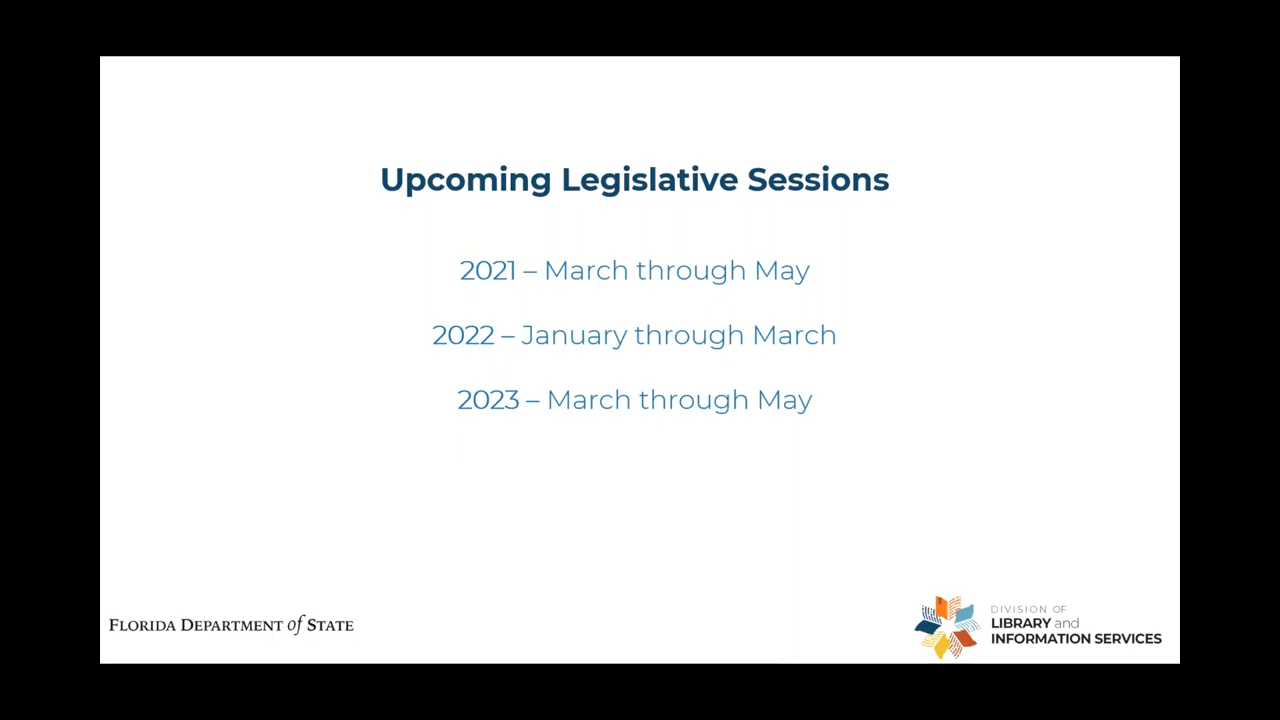 Upcoming Legislative Sessions
2021 – March through May
2022 – January through March
2023 – March through May
FLORIDA DEPARTMENT of STATE
DIVISION OF
LIBRARY and
INFORMATION SERVICES